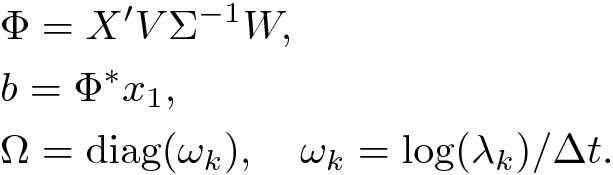 Φ = X′VΣ⁻¹W,
b = Φ*x₁,
Ω = diag(ωₖ), ωₖ = log(λₖ)/Δt.